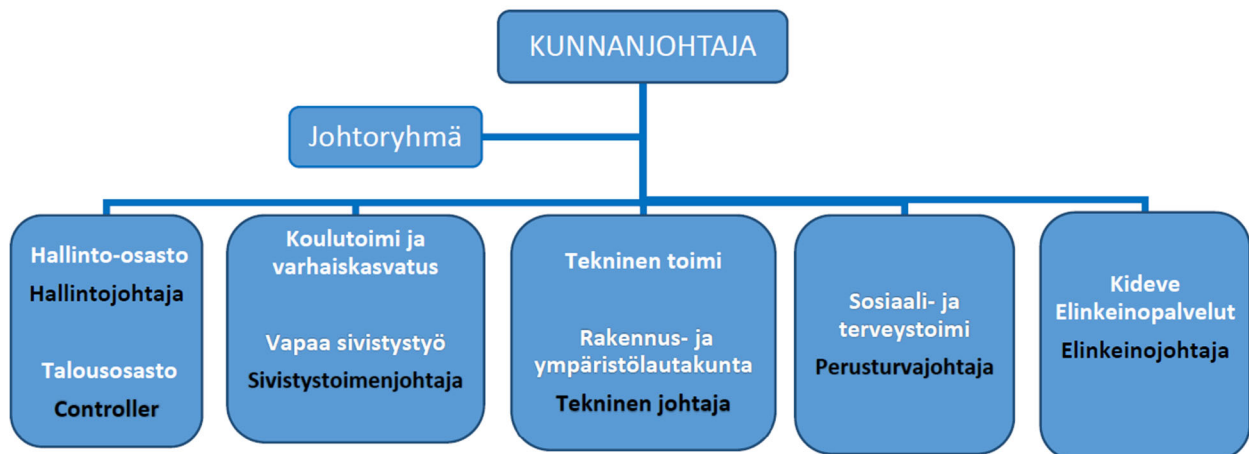 KUNNANJOHTAJA
Johtoryhmä
Hallinto-osasto
Hallintojohtaja
Talousosasto
Controller
Koulutoimi ja
varhaiskasvatus
Vapaa sivistystyö
Sivistystoimenjohtaja
Tekninen toimi
Rakennus- ja
ympäristölautakunta
Tekninen johtaja
Sosiaali- ja
terveystoimi
Perusturvajohtaja
Kideve
Elinkeinopalvelut
Elinkeinojohtaja